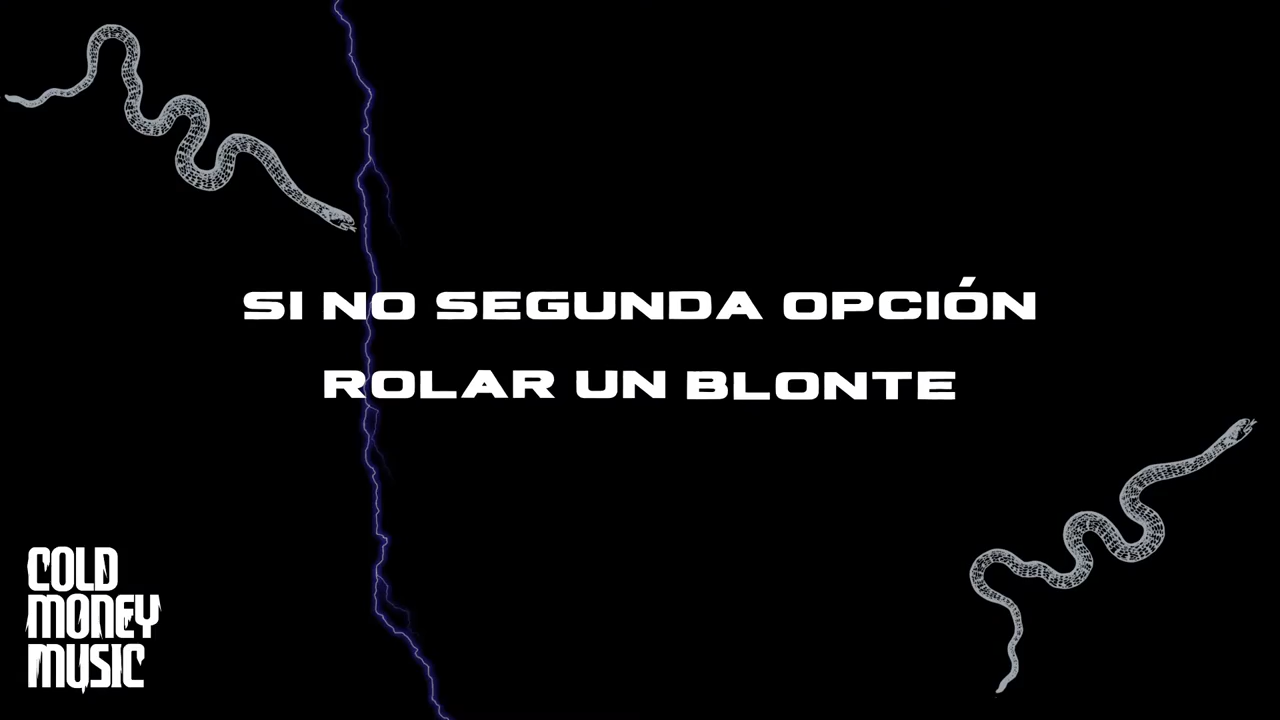 SI NO SEGUNDA OPCIÓN
ROLAR UN BLONTE
COLD
MONEY
MUSIC